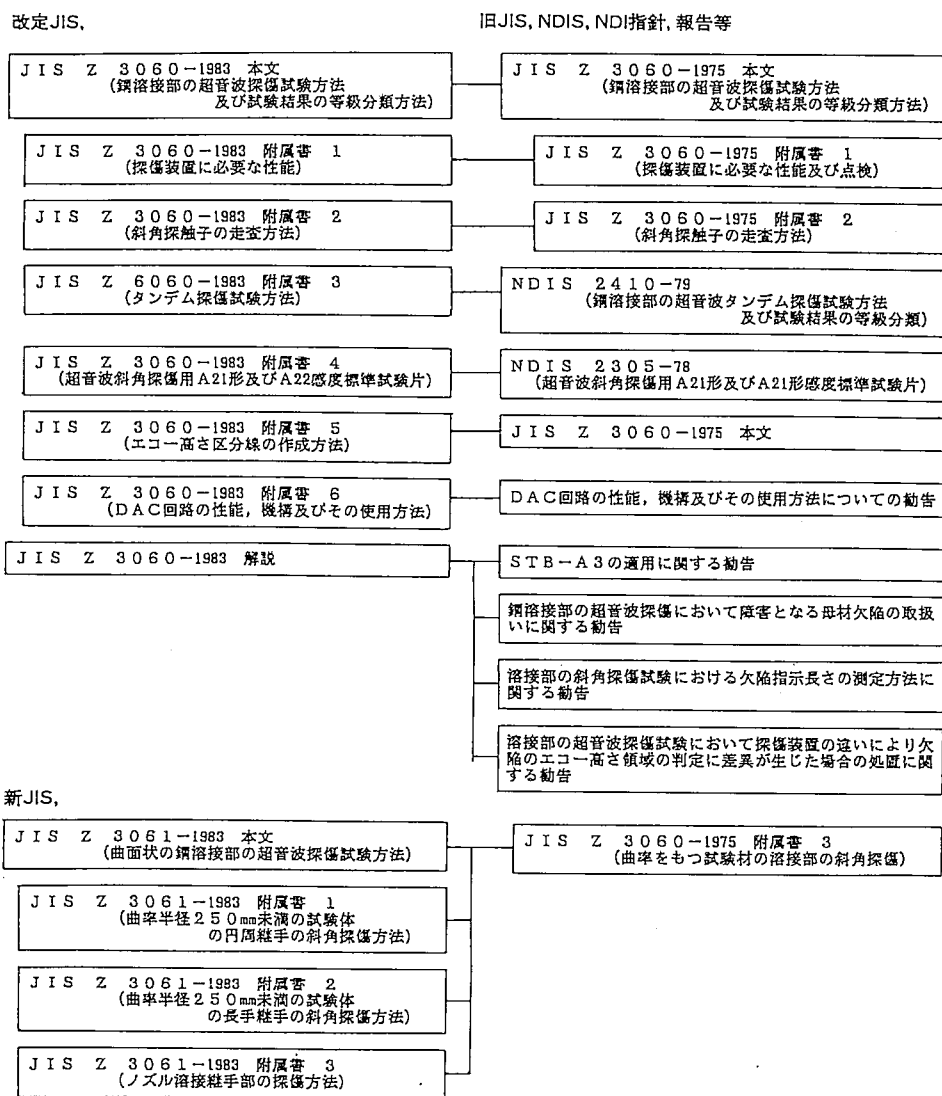 改定JIS,
旧JIS, NDIS, NDI指針, 報告等
JIS Z 3060-1983 本文
(鋼溶接部の超音波探傷試験方法
及び試験結果の等級分類方法)
JIS Z 3060-1975 本文
(鋼溶接部の超音波探傷試験方法
及び試験結果の等級分類方法)
JIS Z 3060-1983 附属書 1
(探傷装置に必要な性能)
JIS Z 3060-1975 附属書 1
(探傷装置に必要な性能及び点検)
JIS Z 3060-1983 附属書 2
(斜角探触子の走査方法)
JIS Z 3060-1975 附属書 2
(斜角探触子の走査方法)
JIS Z 6060-1983 附属書 3
(タンデム探傷試験方法)
NDIS 2410-79
(鋼溶接部の超音波タンデム探傷試験方法
及び試験結果の等級分類)
JIS Z 3060-1983 附属書 4
(超音波斜角探傷用A21形及びA22感度標準試験片)
NDIS 2305-78
(超音波斜角探傷用A21形及びA21形感度標準試験片)
JIS Z 3060-1983 附属書 5
(エコー高さ区分線の作成方法)
JIS Z 3060-1975 本文
JIS Z 3060-1983 附属書 6
(DAC回路の性能，機構及びその使用方法)
DAC回路の性能，機構及びその使用方法についての勧告
JIS Z 3060-1983 解説
STB-A3の適用に関する勧告
鋼溶接部の超音波探傷において障害となる母材欠陥の取扱
いに関する勧告
溶接部の斜角探傷試験における欠陥指示長さの測定方法に
関する勧告
溶接部の超音波探傷試験において探傷装置の違いにより欠
陥のエコー高さ領域の判定に差異が生じた場合の処置に関
する勧告
新JIS,
JIS Z 3061-1983 本文
(曲面状の鋼溶接部の超音波探傷試験方法)
JIS Z 3060-1975 附属書 3
(曲率をもつ試験材の溶接部の斜角探傷)
JIS Z 3061-1983 附属書 1
(曲率半径250mm未満の試験体
の円周継手の斜角探傷方法)
JIS Z 3061-1983 附属書 2
(曲率半径250mm未満の試験体
の長手継手の斜角探傷方法)
JIS Z 3061-1983 附属書 3
(ノズル溶接継手部の探傷方法)